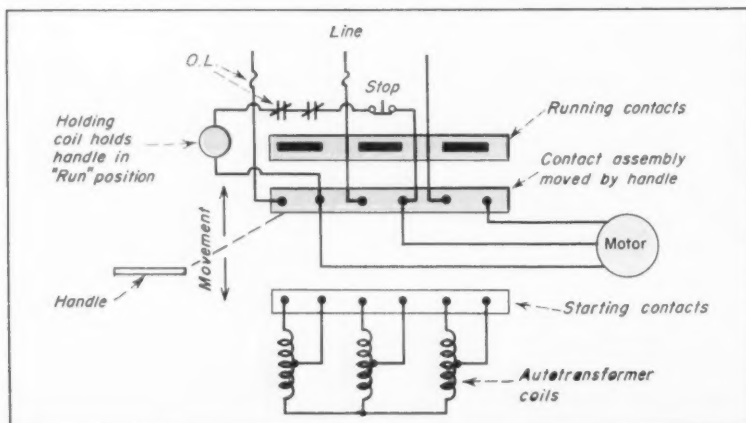 Line
O.L.
Stop
Holding
coil holds
handle in
"Run" position
Running contacts
Contact assembly
moved by handle
Movement
Motor
Handle
Starting contacts
Autotransformer
coils